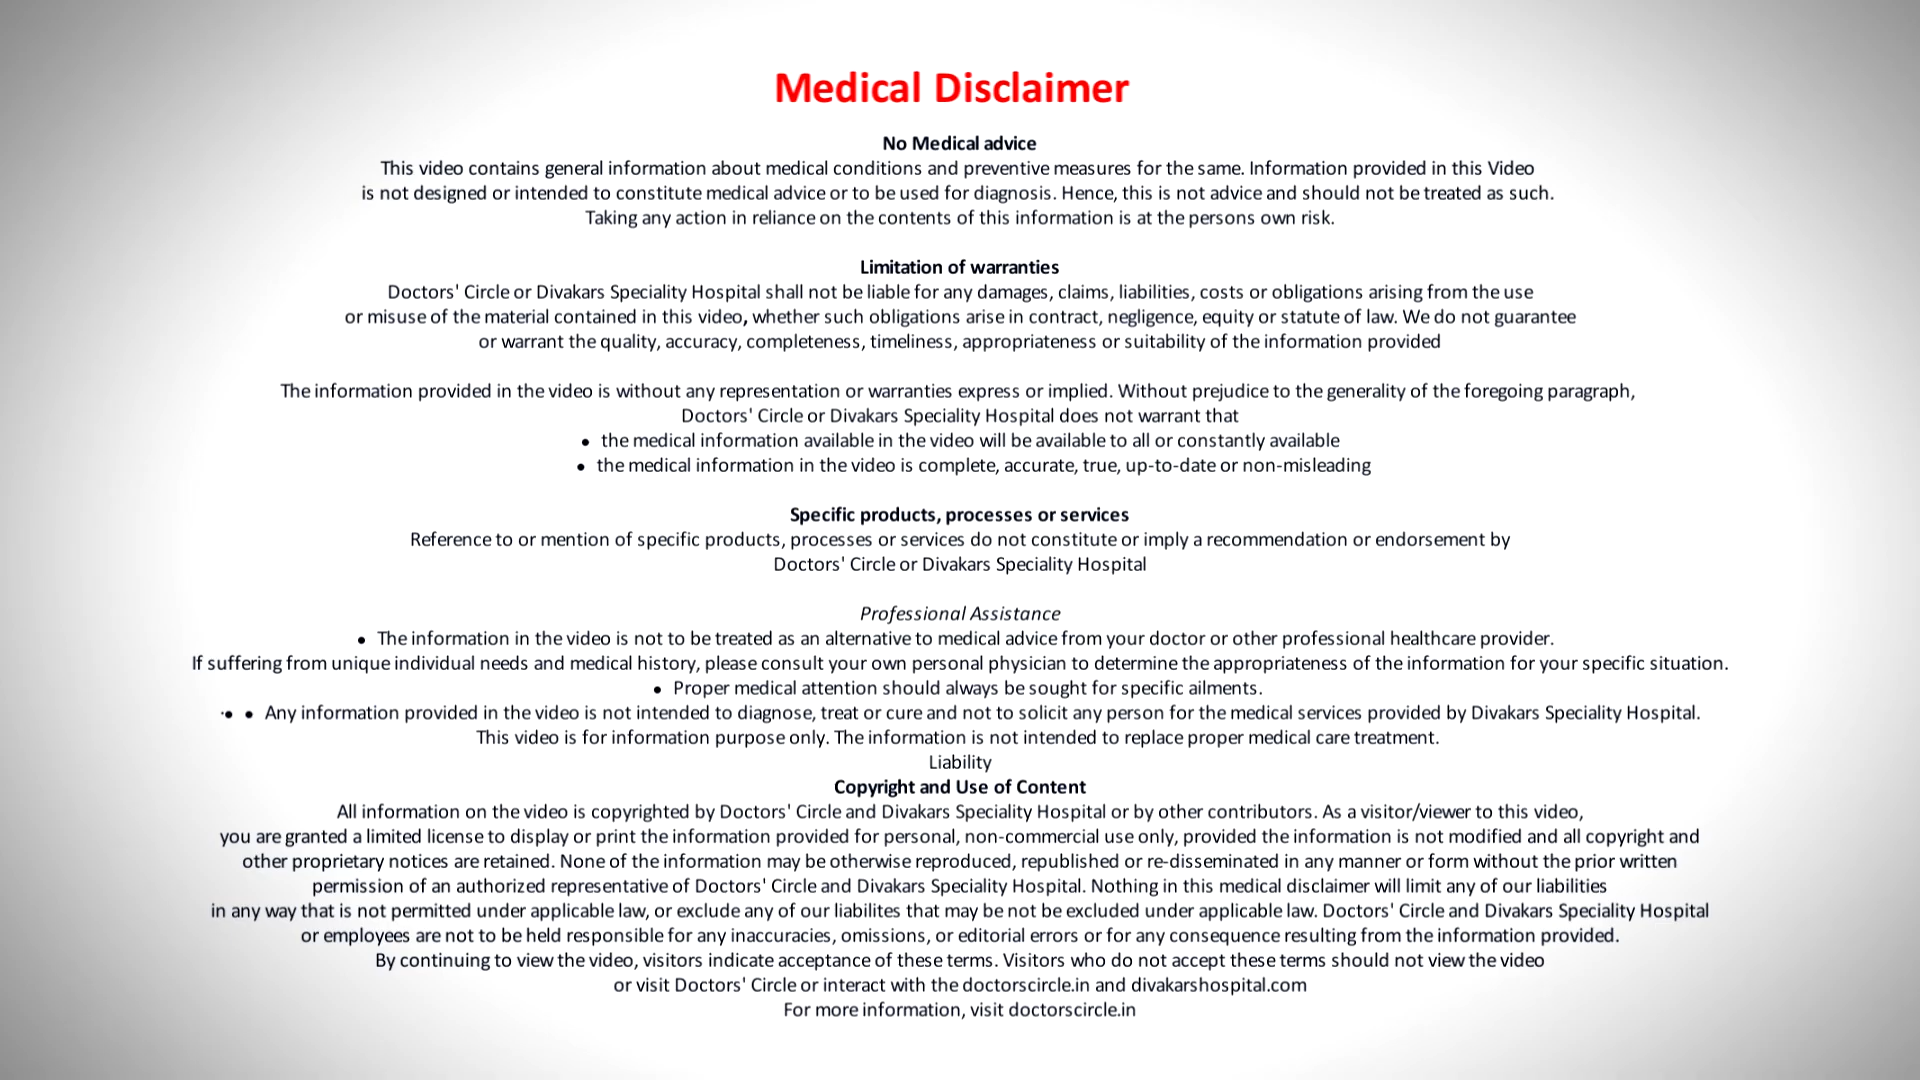 Medical Disclaimer
No Medical advice
This video contains general information about medical conditions and preventive measures for the same. Information provided in this Video
is not designed or intended to constitute medical advice or to be used for diagnosis. Hence, this is not advice and should not be treated as such.
Taking any action in reliance on the contents of this information is at the persons own risk.
Limitation of warranties
Doctors' Circle or Divakars Speciality Hospital shall not be liable for any damages, claims, liabilities, costs or obligations arising from the use
or misuse of the material contained in this video, whether such obligations arise in contract, negligence, equity or statute of law. We do not guarantee
or warrant the quality, accuracy, completeness, timeliness, appropriateness or suitability of the information provided
The information provided in the video is without any representation or warranties express or implied. Without prejudice to the generality of the foregoing paragraph,
Doctors' Circle or Divakars Speciality Hospital does not warrant that
• the medical information available in the video will be available to all or constantly available
• the medical information in the video is complete, accurate, true, up-to-date or non-misleading
Specific products, processes or services
Reference to or mention of specific products, processes or services do not constitute or imply a recommendation or endorsement by
Doctors' Circle or Divakars Speciality Hospital
Professional Assistance
• The information in the video is not to be treated as an alternative to medical advice from your doctor or other professional healthcare provider.
If suffering from unique individual needs and medical history, please consult your own personal physician to determine the appropriateness of the information for your specific situation.
• Proper medical attention should always be sought for specific ailments.
·• • Any information provided in the video is not intended to diagnose, treat or cure and not to solicit any person for the medical services provided by Divakars Speciality Hospital.
This video is for information purpose only. The information is not intended to replace proper medical care treatment.
Liability
Copyright and Use of Content
All information on the video is copyrighted by Doctors' Circle and Divakars Speciality Hospital or by other contributors. As a visitor/viewer to this video,
you are granted a limited license to display or print the information provided for personal, non-commercial use only, provided the information is not modified and all copyright and
other proprietary notices are retained. None of the information may be otherwise reproduced, republished or re-disseminated in any manner or form without the prior written
permission of an authorized representative of Doctors' Circle and Divakars Speciality Hospital. Nothing in this medical disclaimer will limit any of our liabilities
in any way that is not permitted under applicable law, or exclude any of our liabilites that may be not be excluded under applicable law. Doctors' Circle and Divakars Speciality Hospital
or employees are not to be held responsible for any inaccuracies, omissions, or editorial errors or for any consequence resulting from the information provided.
By continuing to view the video, visitors indicate acceptance of these terms. Visitors who do not accept these terms should not view the video
or visit Doctors' Circle or interact with the doctorscircle.in and divakarshospital.com
For more information, visit doctorscircle.in